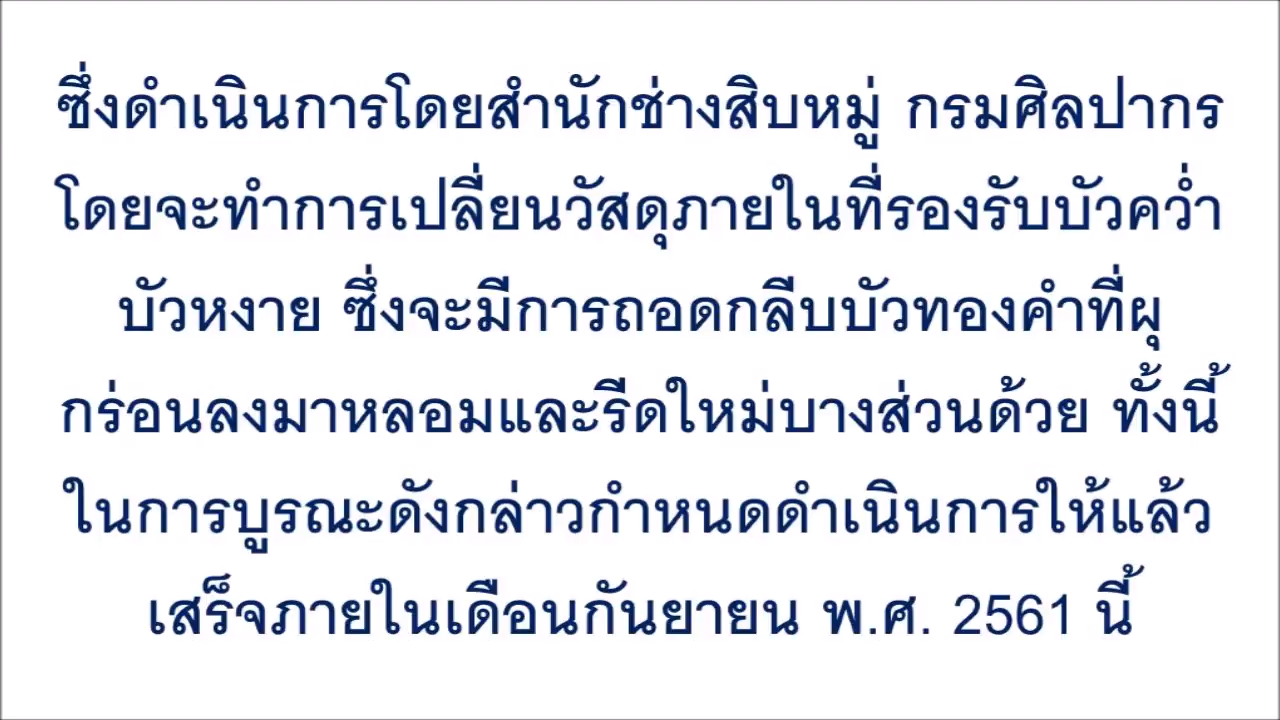 ซึ่งดำเนินการโดยสำนักช่างสิบหมู่ กรมศิลปากร
โดยจะทำการเปลี่ยนวัสดุภายในที่รองรับบัวคว่ำ
บัวหงาย ซึ่งจะมีการถอดกลีบบัวทองคำที่ผุ
กร่อนลงมาหลอมและรีดใหม่บางส่วนด้วย ทั้งนี้
ในการบูรณะดังกล่าวกำหนดดำเนินการให้แล้ว
เสร็จภายในเดือนกันยายน พ.ศ. 2561 นี้